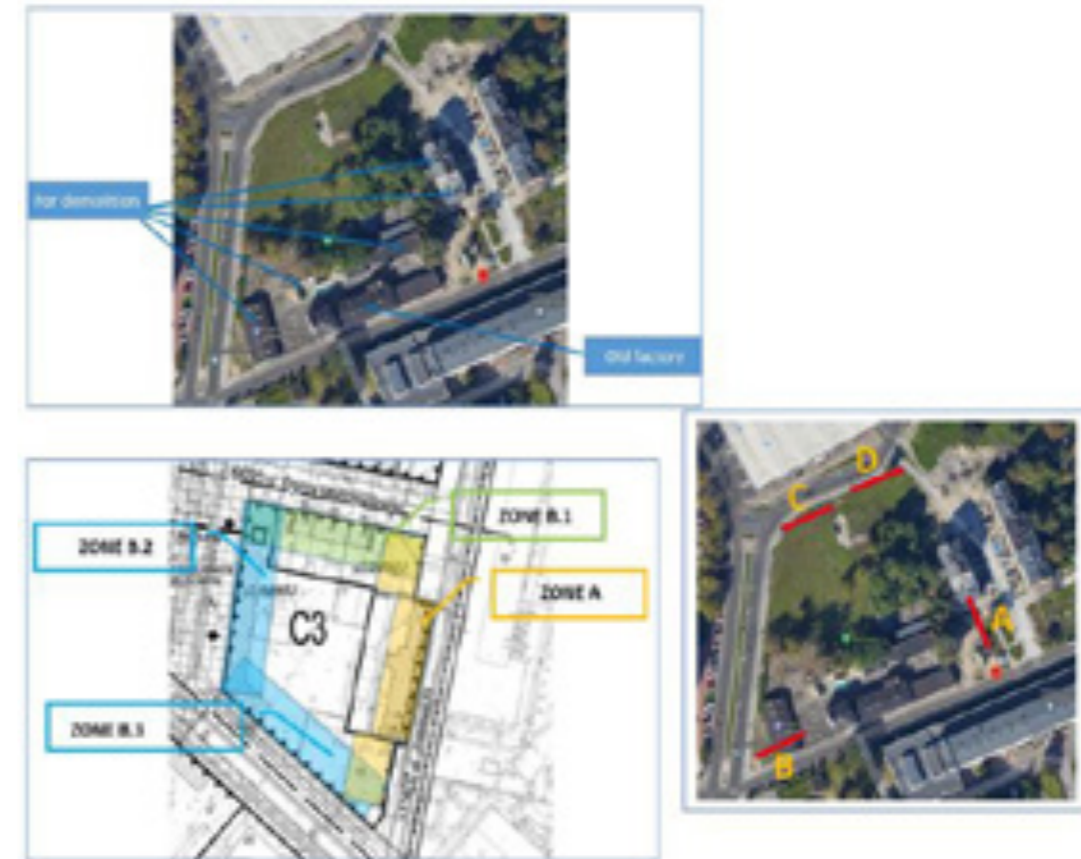 For demolition
Old factory
ZONE B.1
ZONE B.2
ZONE A
C3
ZONE B.3
D
C
A
B